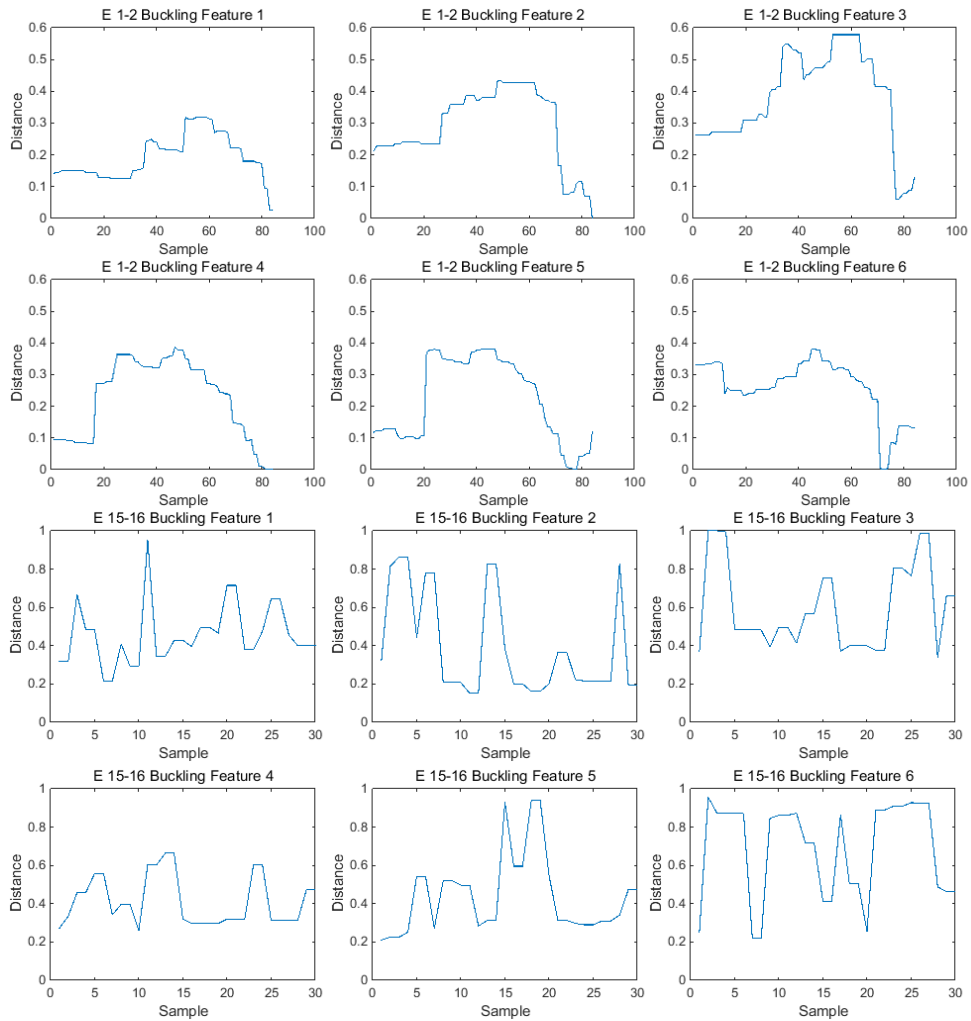 E 1-2 Buckling Feature 1
E 1-2 Buckling Feature 2
E 1-2 Buckling Feature 3
0.6
0.5
0.4
0.3
0.2
0.1
0
Distance
0 20 40 60 80 100
Sample
0.6
0.5
0.4
0.3
0.2
0.1
0
Distance
0 20 40 60 80 100
Sample
0.6
0.5
0.4
0.3
0.2
0.1
0
Distance
0 20 40 60 80 100
Sample
E 1-2 Buckling Feature 4
E 1-2 Buckling Feature 5
E 1-2 Buckling Feature 6
0.6
0.5
0.4
0.3
0.2
0.1
0
Distance
0 20 40 60 80 100
Sample
0.6
0.5
0.4
0.3
0.2
0.1
0
Distance
0 20 40 60 80 100
Sample
0.6
0.5
0.4
0.3
0.2
0.1
0
Distance
0 20 40 60 80 100
Sample
E 15-16 Buckling Feature 1
E 15-16 Buckling Feature 2
E 15-16 Buckling Feature 3
1
0.8
0.6
0.4
0.2
0
Distance
0 5 10 15 20 25 30
Sample
1
0.8
0.6
0.4
0.2
0
Distance
0 5 10 15 20 25 30
Sample
1
0.8
0.6
0.4
0.2
0
Distance
0 5 10 15 20 25 30
Sample
E 15-16 Buckling Feature 4
E 15-16 Buckling Feature 5
E 15-16 Buckling Feature 6
1
0.8
0.6
0.4
0.2
0
Distance
0 5 10 15 20 25 30
Sample
1
0.8
0.6
0.4
0.2
0
Distance
0 5 10 15 20 25 30
Sample
1
0.8
0.6
0.4
0.2
0
Distance
0 5 10 15 20 25 30
Sample